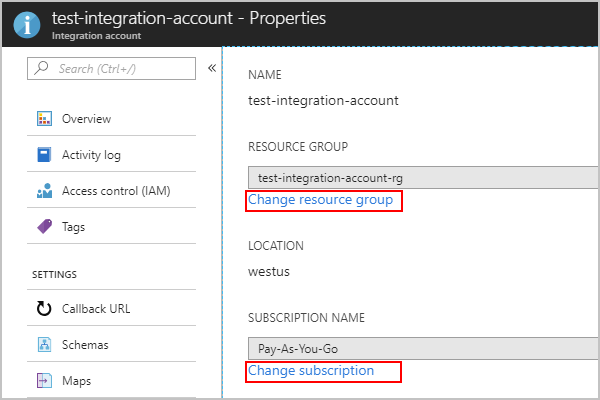 test-integration-account - Properties
Integration account
Search (Ctrl+/)
Overview
Activity log
Access control (IAM)
Tags
SETTINGS
Callback URL
Schemas
Maps
NAME
test-integration-account
RESOURCE GROUP
test-integration-account-rg
Change resource group
LOCATION
westus
SUBSCRIPTION NAME
Pay-As-You-Go
Change subscription